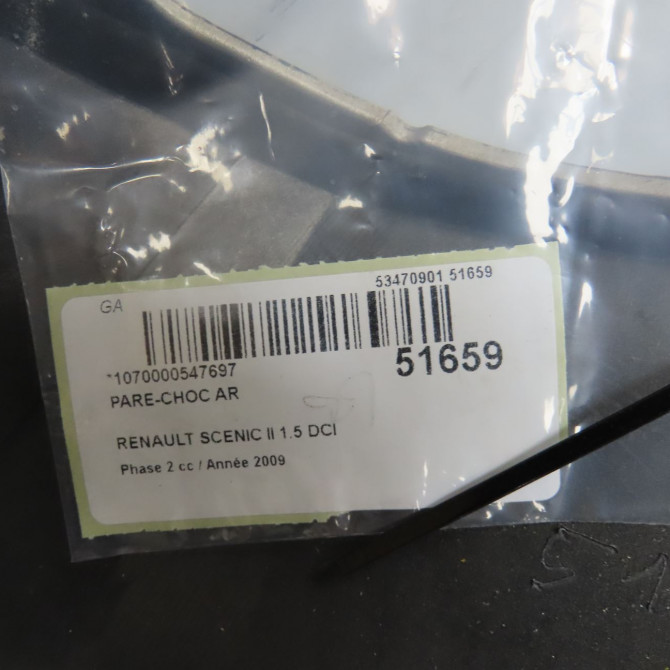 GA
53470901 51659
*1070000547697
51659
PARE-CHOC AR
RENAULT SCENIC II 1.5 DCI
Phase 2 cc / Année 2009